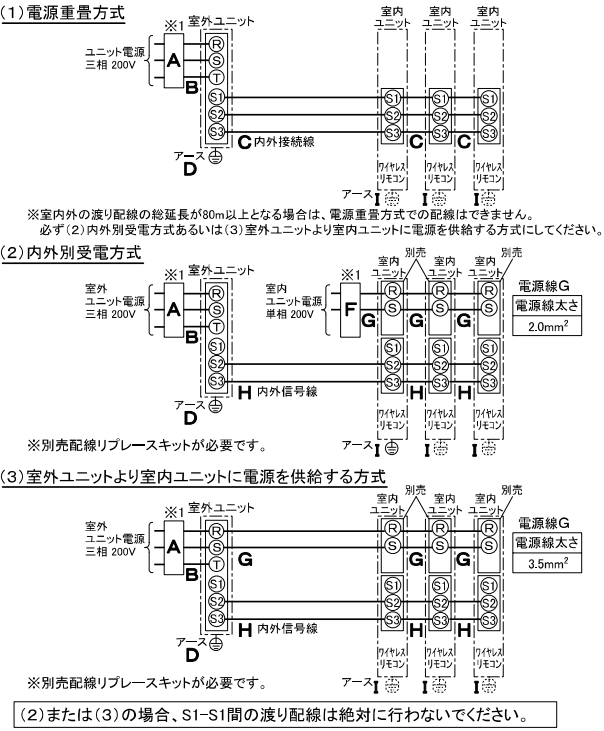 (1)電源重畳方式
※1
室外ユニット
室内
ユニット
室内
ユニット
室内
ユニット
ユニット電源
三相 200V
A
B
R
S
T
S1
S2
S3
S1
S2
S3
S1
S2
S3
S1
S2
S3
C 内外接続線
C
C
アース
D
ワイヤレス
リモコン
ワイヤレス
リモコン
ワイヤレス
リモコン
アース I
I
I
※室内外の渡り配線の総延長が80m以上となる場合は、電源重畳方式での配線はできません。
必ず(2)内外別受電方式あるいは(3)室外ユニットより室内ユニットに電源を供給する方式にしてください。
(2)内外別受電方式
※1
室外ユニット
※1
室内
ユニット
別売
室内
ユニット
室内
ユニット
別売
室外
ユニット電源
三相 200V
A
B
R
S
T
S1
S2
S3
室内
ユニット電源
単相 200V
F
G
R
S
G
R
S
G
R
S
S1
S2
S3
S1
S2
S3
S1
S2
S3
電源線G
電源線太さ
2.0mm²
H 内外信号線
H
H
アース
D
ワイヤレス
リモコン
ワイヤレス
リモコン
ワイヤレス
リモコン
アース I
I
I
※別売配線リプレースキットが必要です。
(3)室外ユニットより室内ユニットに電源を供給する方式
※1
室外ユニット
室内
ユニット
別売
室内
ユニット
室内
ユニット
別売
室外
ユニット電源
三相 200V
A
B
R
S
T
S1
S2
S3
G
R
S
G
R
S
G
R
S
S1
S2
S3
S1
S2
S3
S1
S2
S3
電源線G
電源線太さ
3.5mm²
H 内外信号線
H
H
アース
D
ワイヤレス
リモコン
ワイヤレス
リモコン
ワイヤレス
リモコン
アース I
I
I
※別売配線リプレースキットが必要です。
(2)または(3)の場合、S1-S1間の渡り配線は絶対に行わないでください。